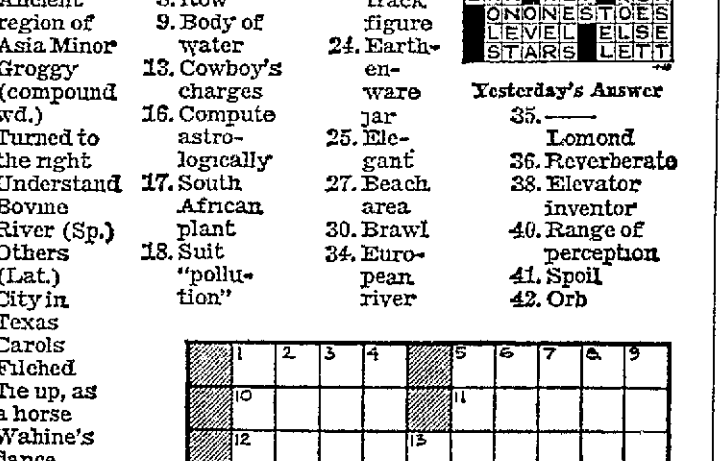 region of
Asia Minor
Groggy
(compound
wd.)
Turned to
the right
Understand
Bovine
River (Sp.)
Others
(Lat.)
City in
Texas
Carols
Filched
Tie up, as
a horse
Wahine's
9. Body of
water
13. Cowboy's
charges
16. Compute
astro-
logically
17. South
African
plant
18. Suit
"pollu-
tion"
figure
24. Earth-
en-
ware
jar
25. Ele-
gant
27. Beach
area
30. Brawl
34. Euro-
pean
river
ONONESTOES
LEVEL ELSE
STARS LETT
Yesterday's Answer
35. ——
Lomond
36. Reverberate
38. Elevator
inventor
40. Range of
perception
41. Spoil
42. Orb
1 2 3 4 5 6 7 8 9
10 11
12 13